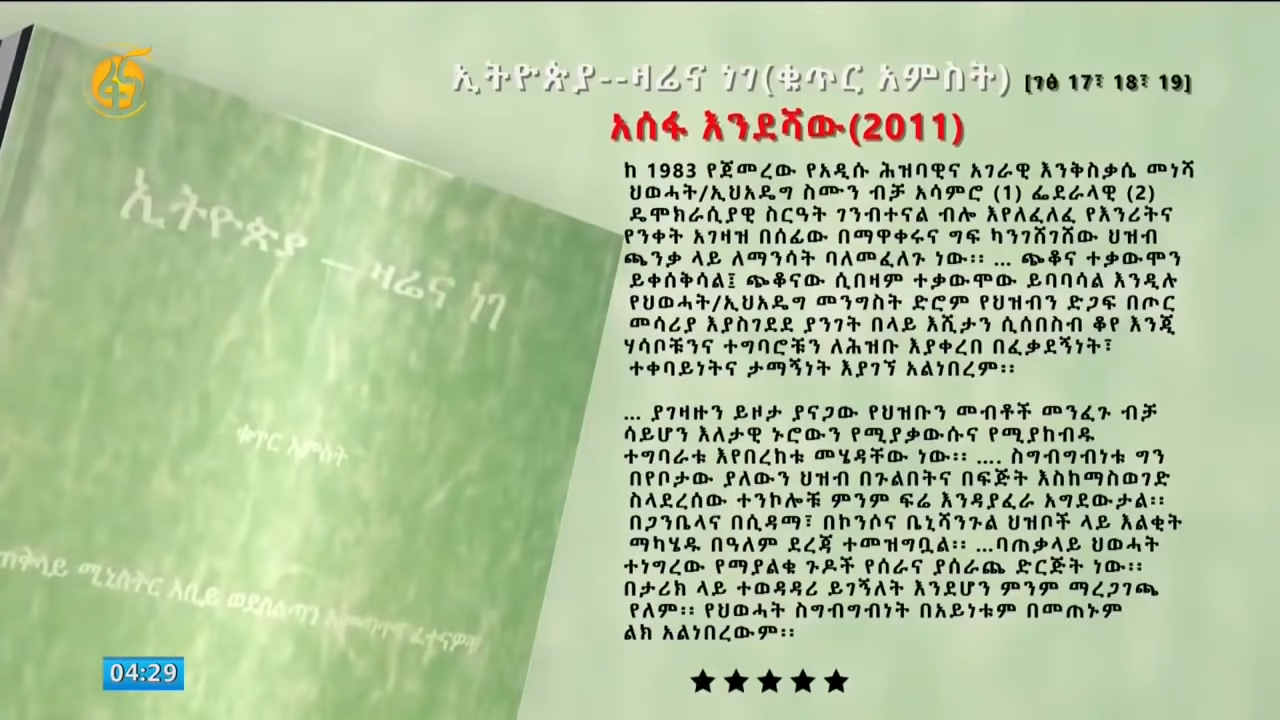 ኢትዮጵያ--ዛሬና ነገ(ቁጥር አምስት) [ገፅ 17፣ 18፣ 19]
አሰፋ እንደሻው(2011)
ከ 1983 የጀመረው የአዲሱ ሕዝባዊና አገራዊ እንቅስቃሴ መነሻ
ህወሓት/ኢህአዴግ ስሙን ብቻ አሳምሮ (1) ፌደራላዊ (2)
ዴሞክራሲያዊ ስርዓት ገንብተናል ብሎ እየለፈለፈ የእንሪትና
የንቀት አገዛዝ በሰፊው በማዋቀሩና ግፍ ካንገሸገሸው ህዝብ
ጫንቃ ላይ ለማንሳት ባለመፈለጉ ነው። ... ጭቆና ተቃውሞን
ይቀሰቅሳል፤ ጭቆናው ሲበዛም ተቃውሞው ይባባሳል እንዲሉ
የህወሓት/ኢህአዴግ መንግስት ድሮም የህዝብን ድጋፍ በጦር
መሳሪያ እያስገደደ ያንገት በላይ እሺታን ሲሰበስብ ቆየ እንጂ
ሃሳቦቹንና ተግባሮቹን ለሕዝቡ እያቀረበ በፈቃደኝነት፣
ተቀባይነትና ታማኝነት እያገኘ አልነበረም።
... ያገዛዙን ይዞታ ያናጋው የህዝቡን መብቶች መንፈጉ ብቻ
ሳይሆን እለታዊ ኑሮውን የሚያቃውሱና የሚያከብዱ
ተግባራቱ እየበረከቱ መሄዳቸው ነው። .... ስግብግብነቱ ግን
በየቦታው ያለውን ህዝብ በጉልበትና በፍጅት እስከማስወገድ
ስላደረሰው ተንኮሎቹ ምንም ፍሬ እንዳያፈራ አግደውታል።
በጋንቤላና በሲዳማ፣ በኮንሶና ቤኒሻንጉል ህዝቦች ላይ እልቂት
ማካሄዱ በዓለም ደረጃ ተመዝግቧል። ...ባጠቃላይ ህወሓት
ተነግረው የማያልቁ ጉዶች የሰራና ያሰራጨ ድርጅት ነው።
በታሪክ ላይ ተወዳዳሪ ይገኝለት እንደሆን ምንም ማረጋገጫ
የለም። የህወሓት ስግብግብነት በአይነቱም በመጠኑም
ልክ አልነበረውም።
ኢትዮጵያ – ዛሬና ነገ
ቁጥር አምስት
ጠቅላይ ሚኒስትር አቢይ ወደስልጣን
04:29